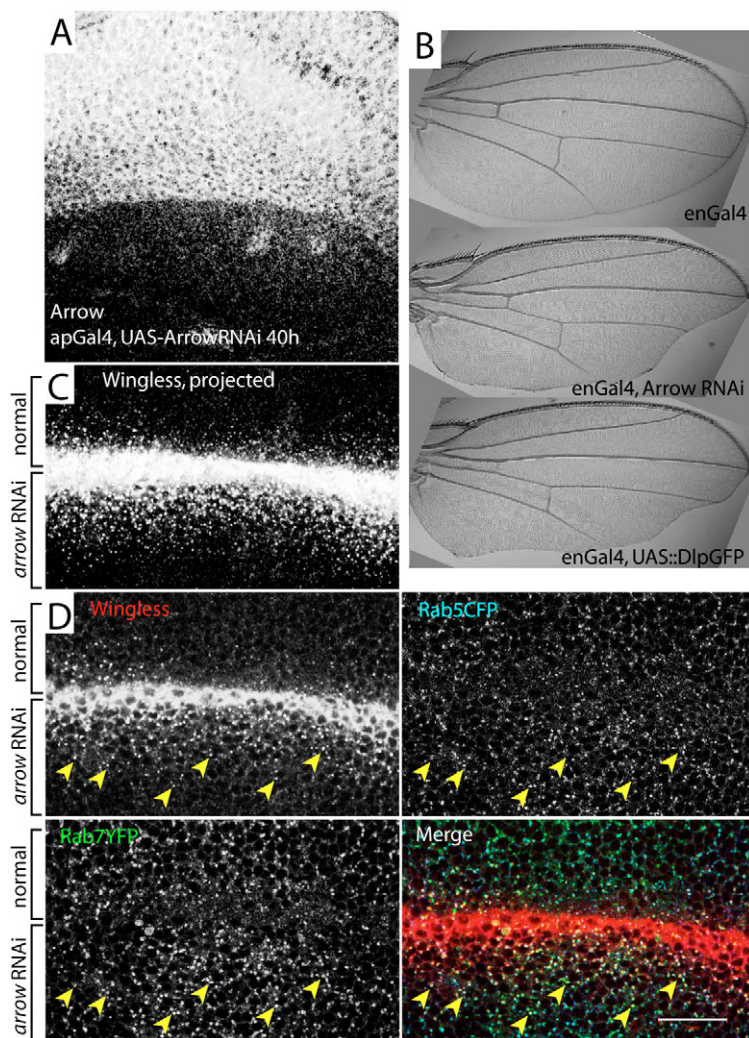 A
Arrow
apGal4, UAS-ArrowRNAi 40h
B
enGal4
enGal4, Arrow RNAi
enGal4, UAS::DlpGFP
C
Wingless, projected
normal
arrow RNAi
D
Wingless
Rab5CFP
normal
arrow RNAi
Rab7YFP
Merge
normal
arrow RNAi